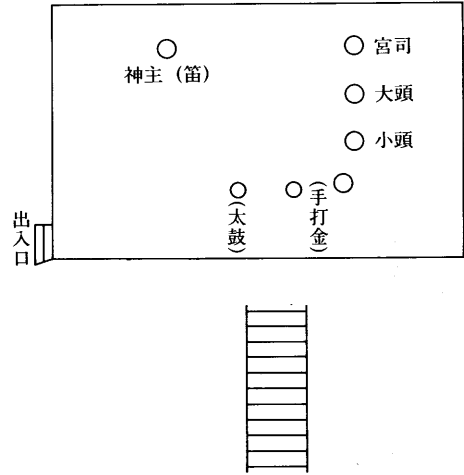 宮司
神主（笛）
大頭
小頭
（太鼓）
（手打金）
出入口